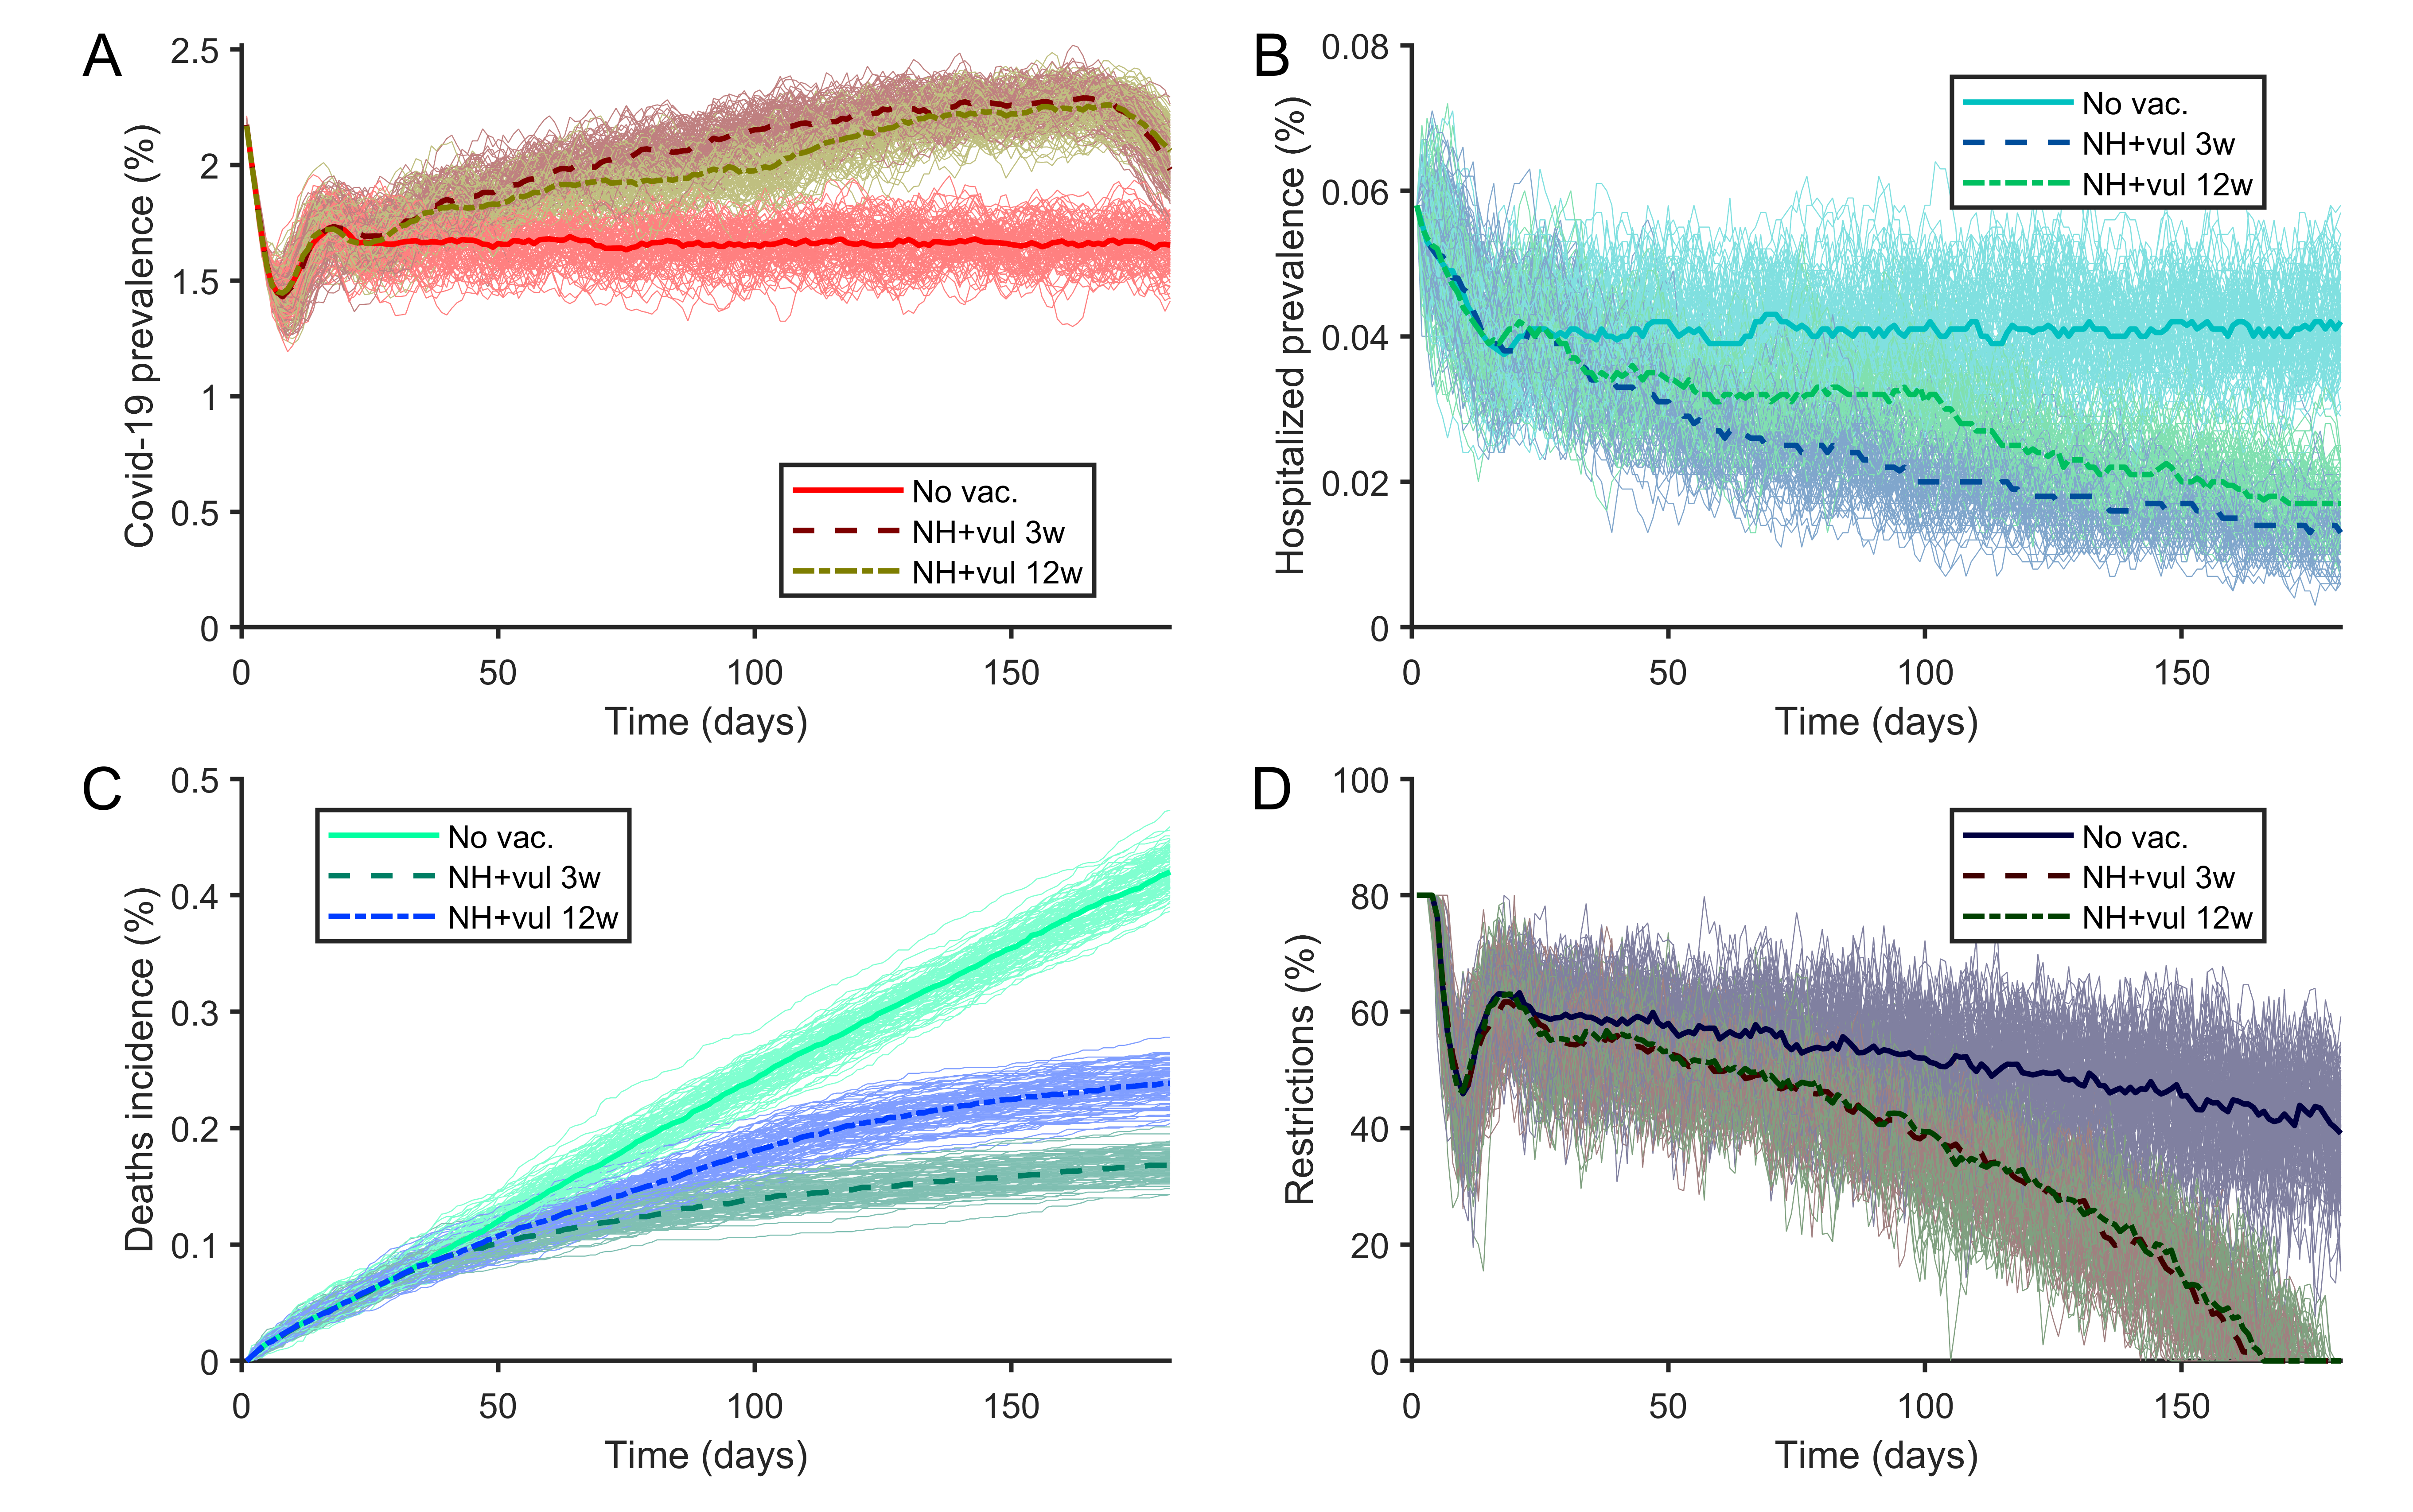 A
Covid-19 prevalence (%)
2.5
2
1.5
1
0.5
0
No vac.
NH+vul 3w
NH+vul 12w
0 50 100 150
Time (days)
B
Hospitalized prevalence (%)
0.08
0.06
0.04
0.02
0
No vac.
NH+vul 3w
NH+vul 12w
0 50 100 150
Time (days)
C
Deaths incidence (%)
0.5
0.4
0.3
0.2
0.1
0
No vac.
NH+vul 3w
NH+vul 12w
0 50 100 150
Time (days)
D
Restrictions (%)
100
80
60
40
20
0
No vac.
NH+vul 3w
NH+vul 12w
0 50 100 150
Time (days)